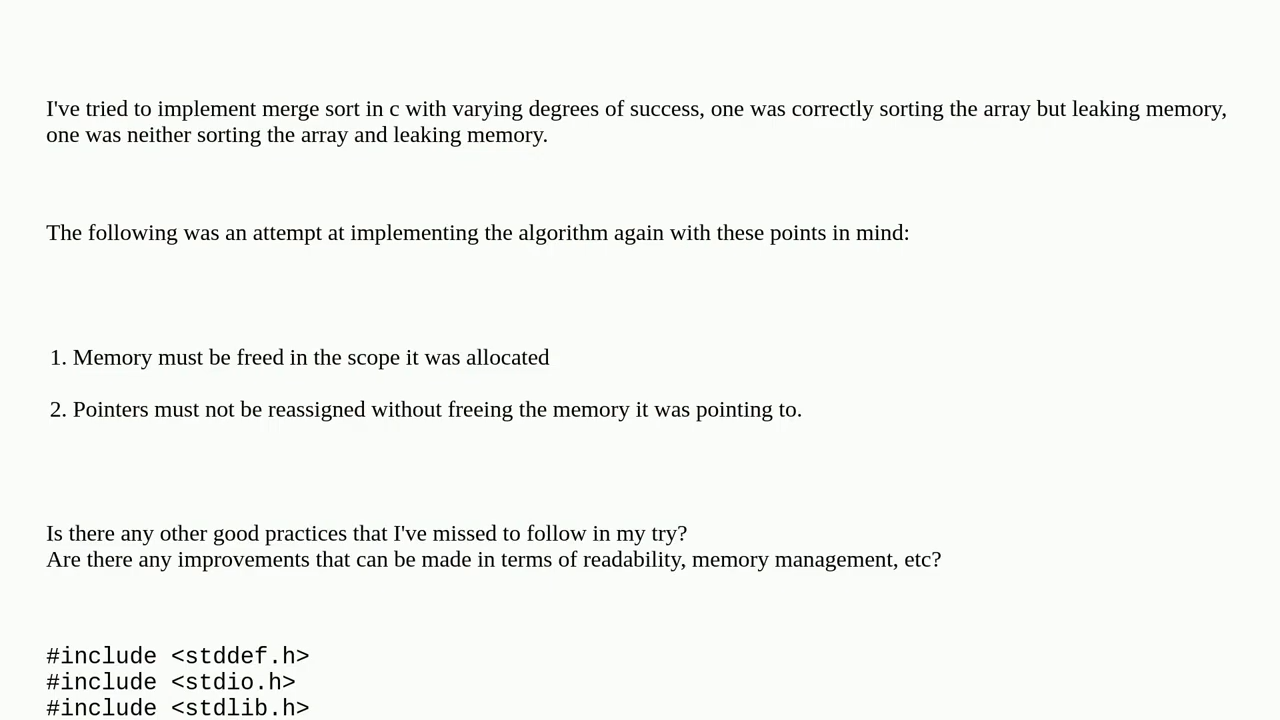 I've tried to implement merge sort in c with varying degrees of success, one was correctly sorting the array but leaking memory,
one was neither sorting the array and leaking memory.
The following was an attempt at implementing the algorithm again with these points in mind:
1. Memory must be freed in the scope it was allocated
2. Pointers must not be reassigned without freeing the memory it was pointing to.
Is there any other good practices that I've missed to follow in my try?
Are there any improvements that can be made in terms of readability, memory management, etc?
#include <stddef.h>
#include <stdio.h>
#include <stdlib.h>